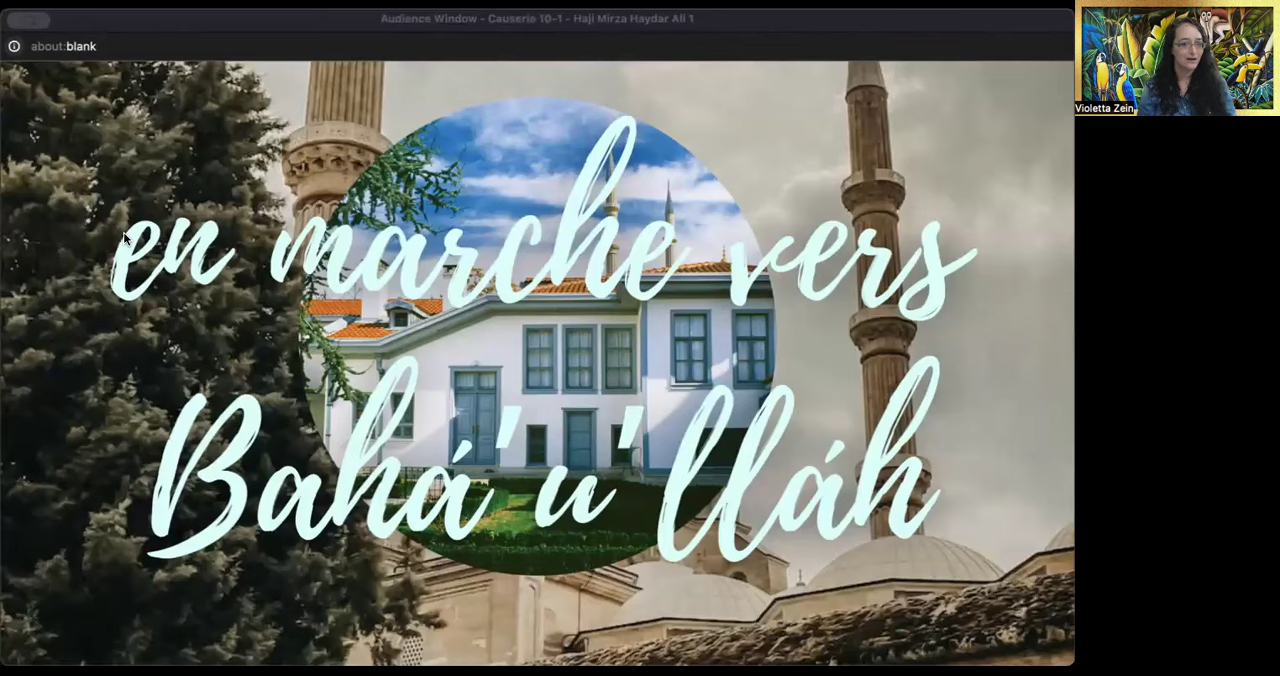 Audience Window - Causerie 10-1 - Haji Mirza Haydar Ali 1
about:blank
Violetta Zein
en marche vers
Bahá'u'lláh